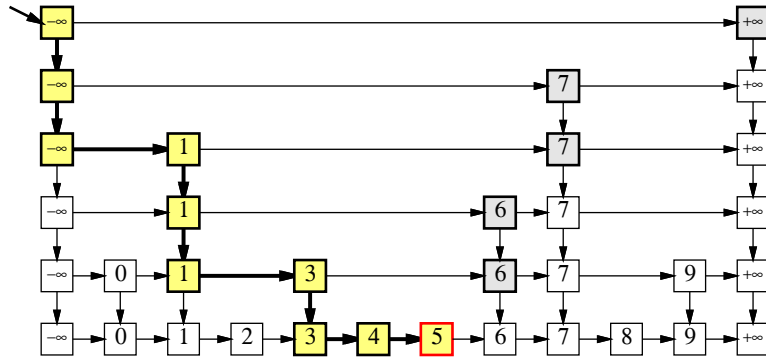 −∞ +∞
−∞ 7 +∞
−∞ 1 7 +∞
−∞ 1 6 7 +∞
−∞ 0 1 3 6 7 9 +∞
−∞ 0 1 2 3 4 5 6 7 8 9 +∞